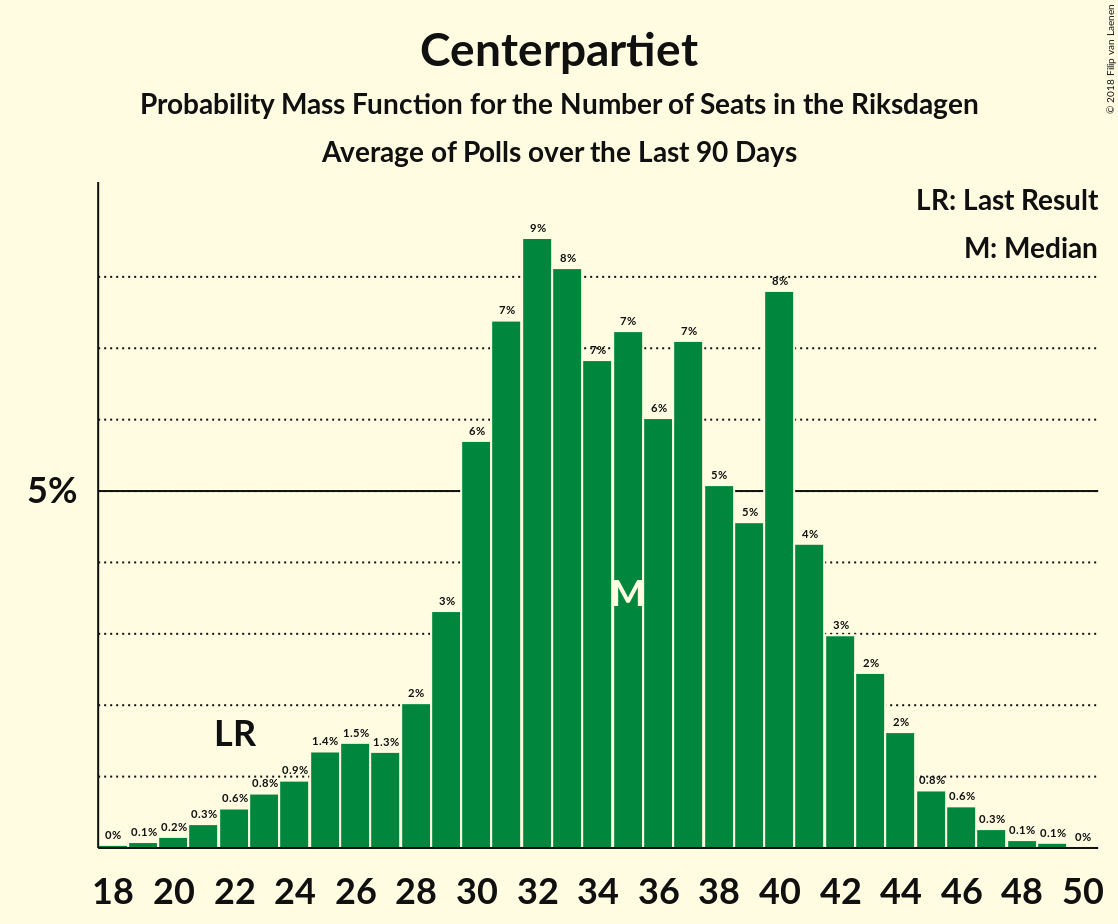 Centerpartiet
Probability Mass Function for the Number of Seats in the Riksdagen
Average of Polls over the Last 90 Days
© 2018 Filip van Laenen
LR: Last Result
M: Median
5%
0% 0.1% 0.2% 0.3% 0.6% 0.8% 0.9% 1.4% 1.5% 1.3% 2% 3% 6% 7% 9% 8% 7% 7% 6% 7% 5% 5% 8% 4% 3% 2% 2% 0.8% 0.6% 0.3% 0.1% 0.1% 0%
LR
M
18 20 22 24 26 28 30 32 34 36 38 40 42 44 46 48 50